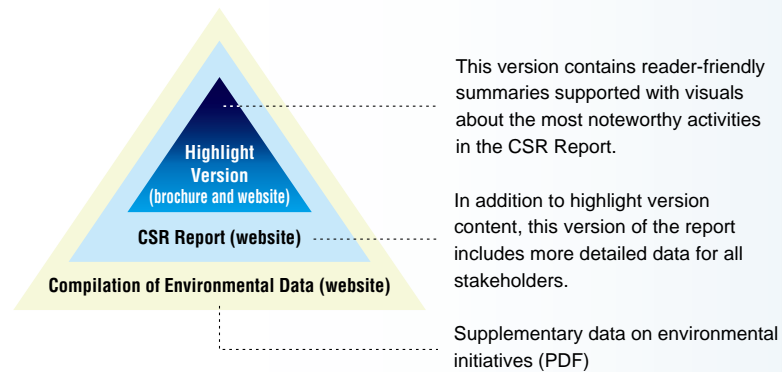 This version contains reader-friendly
summaries supported with visuals
about the most noteworthy activities
in the CSR Report.
Highlight
Version
(brochure and website)
In addition to highlight version
content, this version of the report
includes more detailed data for all
stakeholders.
CSR Report (website)
Compilation of Environmental Data (website)
Supplementary data on environmental
initiatives (PDF)